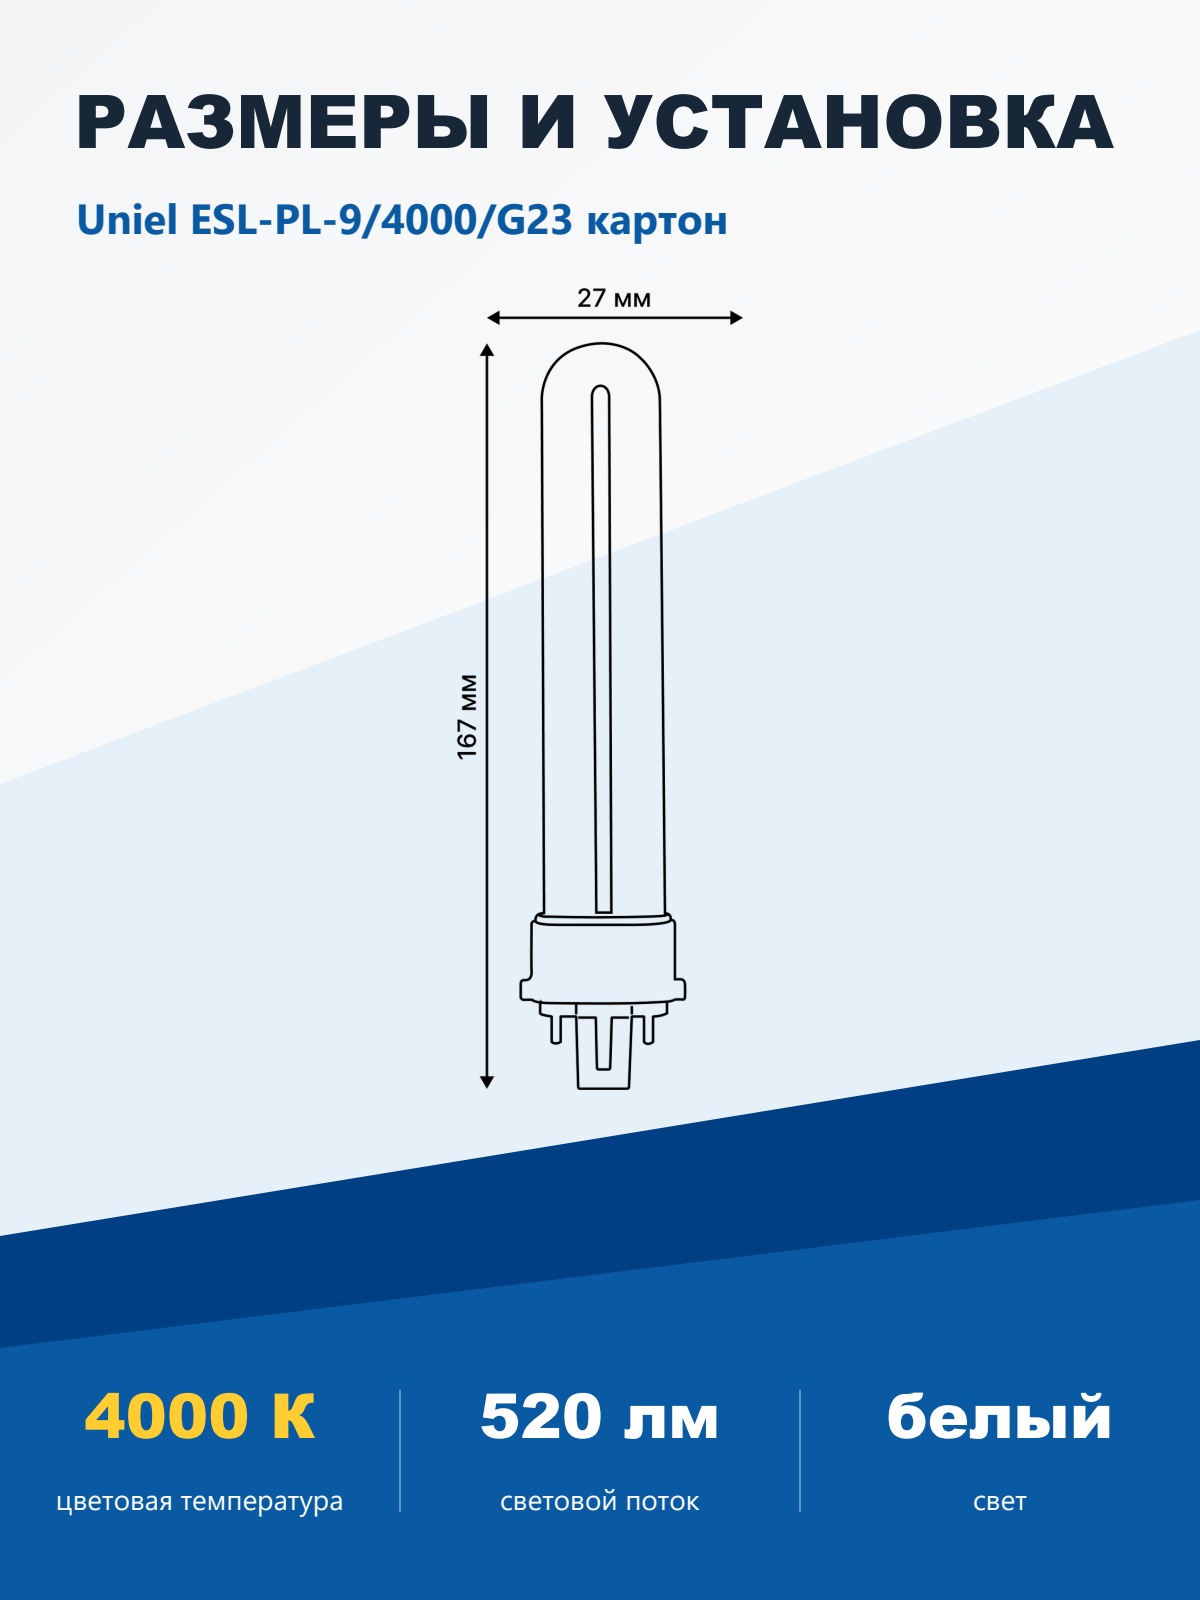 РАЗМЕРЫ И УСТАНОВКА
Uniel ESL-PL-9/4000/G23 картон
27 мм
167 мм
4000 К
520 лм
белый
цветовая температура
световой поток
свет